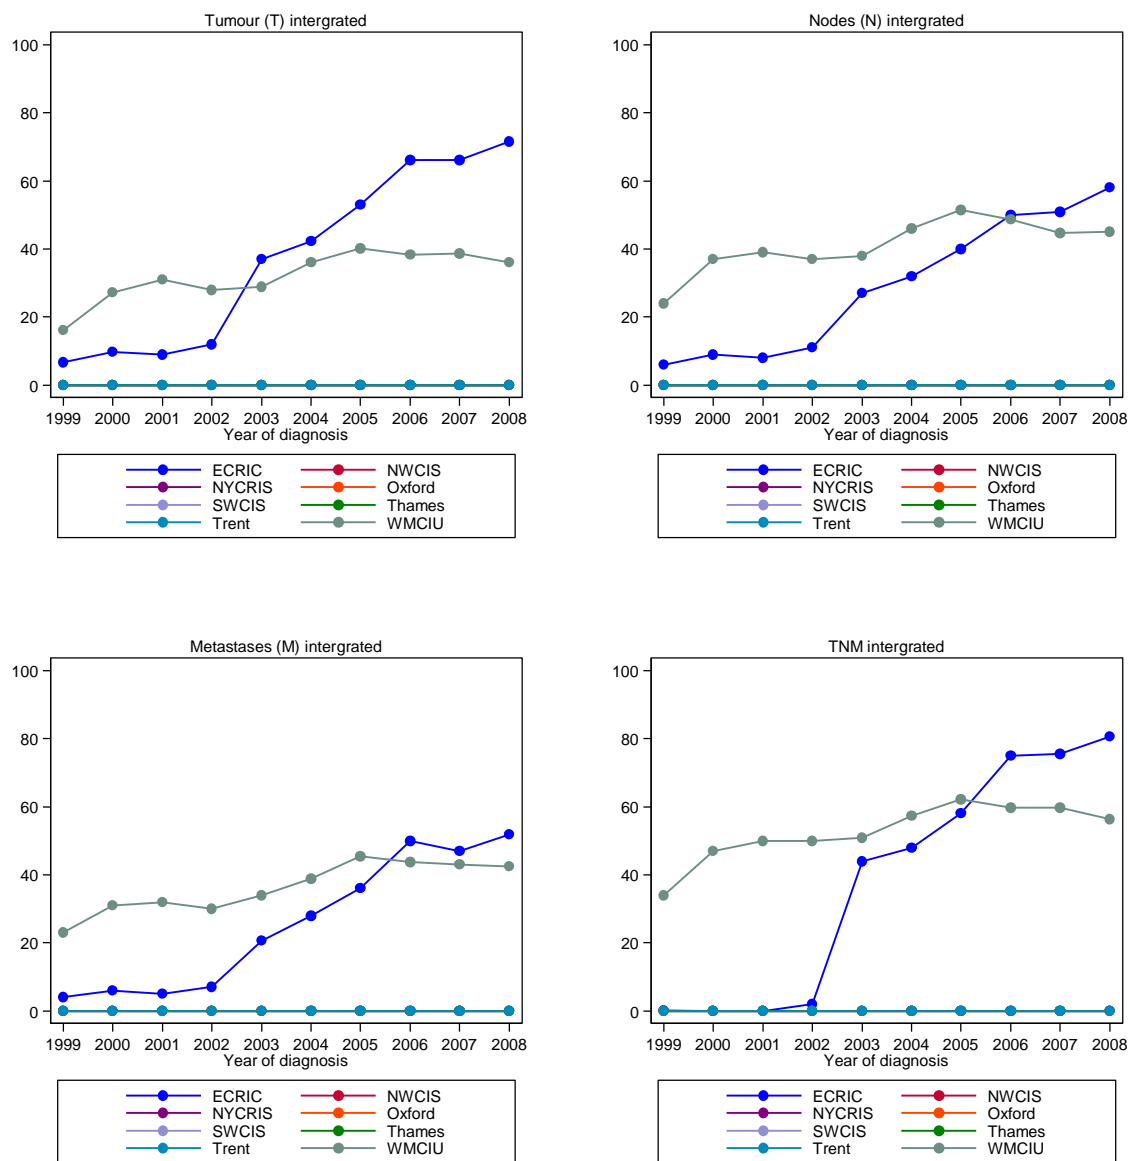 Tumour (T) intergrated
100
80
60
40
20
0
1999 2000 2001 2002 2003 2004 2005 2006 2007 2008
Year of diagnosis
ECRIC NWCIS
NYCRIS Oxford
SWCIS Thames
Trent WMCIU
Nodes (N) intergrated
100
80
60
40
20
0
1999 2000 2001 2002 2003 2004 2005 2006 2007 2008
Year of diagnosis
ECRIC NWCIS
NYCRIS Oxford
SWCIS Thames
Trent WMCIU
Metastases (M) intergrated
100
80
60
40
20
0
1999 2000 2001 2002 2003 2004 2005 2006 2007 2008
Year of diagnosis
ECRIC NWCIS
NYCRIS Oxford
SWCIS Thames
Trent WMCIU
TNM intergrated
100
80
60
40
20
0
1999 2000 2001 2002 2003 2004 2005 2006 2007 2008
Year of diagnosis
ECRIC NWCIS
NYCRIS Oxford
SWCIS Thames
Trent WMCIU